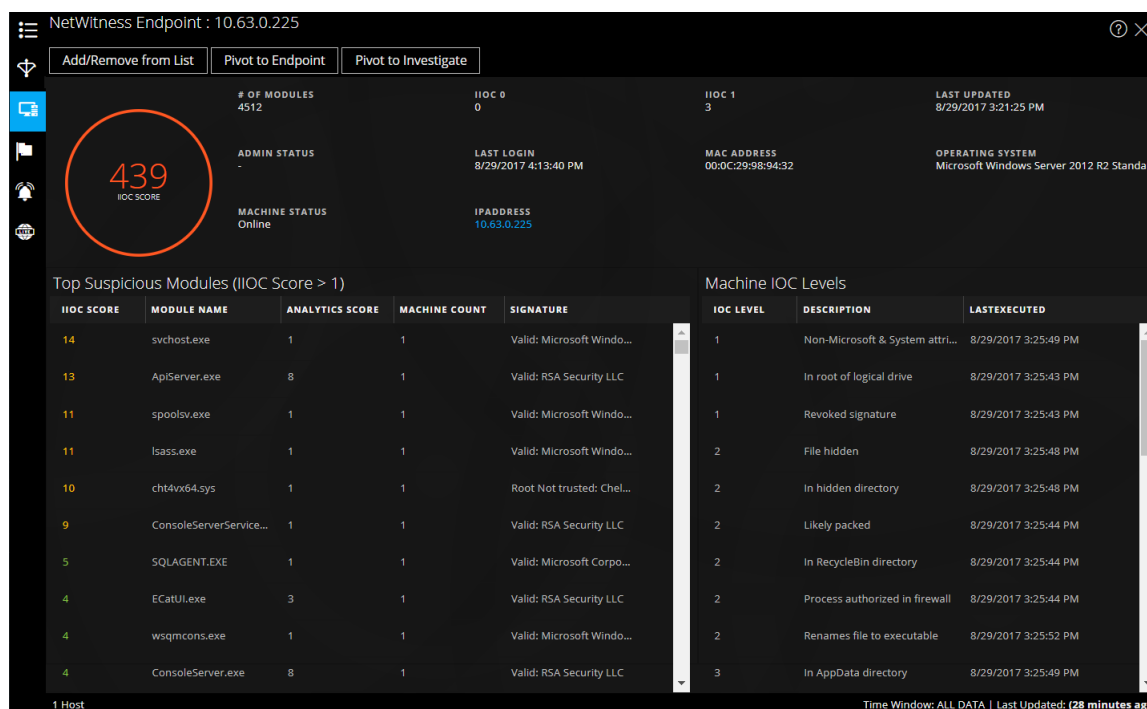 NetWitness Endpoint : 10.63.0.225
Add/Remove from List Pivot to Endpoint Pivot to Investigate
# OF MODULES IIOC 0 IIOC 1 LAST UPDATED
4512 0 3 8/29/2017 3:21:25 PM
ADMIN STATUS LAST LOGIN MAC ADDRESS OPERATING SYSTEM
- 8/29/2017 4:13:40 PM 00:0C:29:98:94:32 Microsoft Windows Server 2012 R2 Standa
439
IIOC SCORE
MACHINE STATUS IPADDRESS
Online 10.63.0.225
Top Suspicious Modules (IIOC Score > 1) Machine IOC Levels
IIOC SCORE MODULE NAME ANALYTICS SCORE MACHINE COUNT SIGNATURE IOC LEVEL DESCRIPTION LASTEXECUTED
14 svchost.exe 1 1 Valid: Microsoft Windo... 1 Non-Microsoft & System attri... 8/29/2017 3:25:49 PM
13 ApiServer.exe 8 1 Valid: RSA Security LLC 1 In root of logical drive 8/29/2017 3:25:43 PM
11 spoolsv.exe 1 1 Valid: Microsoft Windo... 1 Revoked signature 8/29/2017 3:25:43 PM
11 lsass.exe 1 1 Valid: Microsoft Windo... 2 File hidden 8/29/2017 3:25:48 PM
10 cht4vx64.sys 1 1 Root Not trusted: Chel... 2 In hidden directory 8/29/2017 3:25:48 PM
9 ConsoleServerService... 1 1 Valid: RSA Security LLC 2 Likely packed 8/29/2017 3:25:44 PM
5 SQLAGENT.EXE 1 1 Valid: Microsoft Corpo... 2 In RecycleBin directory 8/29/2017 3:25:44 PM
4 ECatUI.exe 3 1 Valid: RSA Security LLC 2 Process authorized in firewall 8/29/2017 3:25:44 PM
4 wsqmcons.exe 1 1 Valid: Microsoft Windo... 2 Renames file to executable 8/29/2017 3:25:52 PM
4 ConsoleServer.exe 8 1 Valid: RSA Security LLC 3 In AppData directory 8/29/2017 3:25:49 PM
1 Host Time Window: ALL DATA | Last Updated: (28 minutes ag